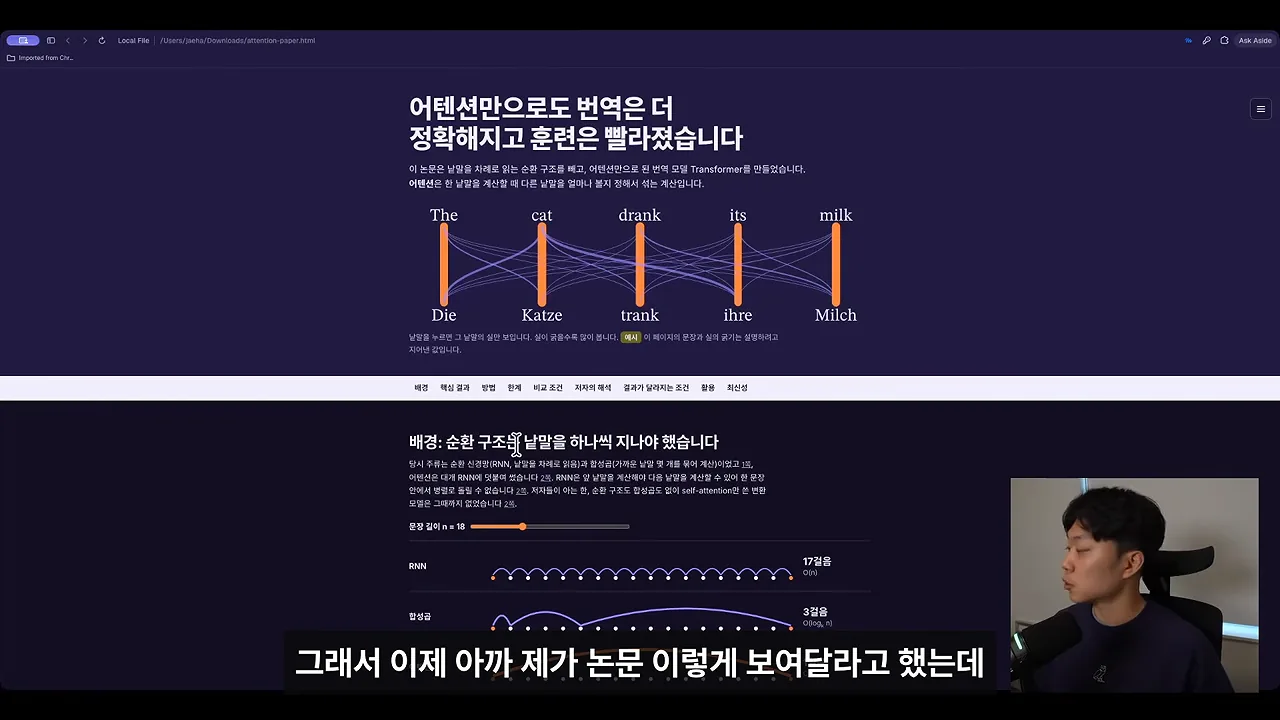 Local File
/Users/jaeha/Downloads/attention-paper.html
Ask Aside
Imported from Chr...
어텐션만으로도 번역은 더
정확해지고 훈련은 빨라졌습니다
이 논문은 낱말을 차례로 읽는 순환 구조를 빼고, 어텐션만으로 된 번역 모델 Transformer를 만들었습니다.
어텐션은 한 낱말을 계산할 때 다른 낱말을 얼마나 볼지 정해서 섞는 계산입니다.
The cat drank its milk
Die Katze trank ihre Milch
낱말을 누르면 그 낱말의 실만 보입니다. 실이 굵을수록 많이 봅니다. 예시 이 페이지의 문장과 실의 굵기는 설명하려고
지어낸 값입니다.
배경 핵심 결과 방법 한계 비교 조건 저자의 해석 결과가 달라지는 조건 활용 최신성
배경: 순환 구조는 낱말을 하나씩 지나야 했습니다
당시 주류는 순환 신경망(RNN, 낱말을 차례로 읽음)과 합성곱(가까운 낱말 몇 개를 묶어 계산)이었고 1쪽,
어텐션은 대개 RNN에 덧붙여 썼습니다 2쪽. RNN은 앞 낱말을 계산해야 다음 낱말을 계산할 수 있어 한 문장
안에서 병렬로 돌릴 수 없습니다 2쪽. 저자들이 아는 한, 순환 구조도 합성곱도 없이 self-attention만 쓴 변환
모델은 그때까지 없었습니다 2쪽.
문장 길이 n = 18
RNN
17걸음
O(n)
합성곱
3걸음
O(logₖ n)
그래서 이제 아까 제가 논문 이렇게 보여달라고 했는데